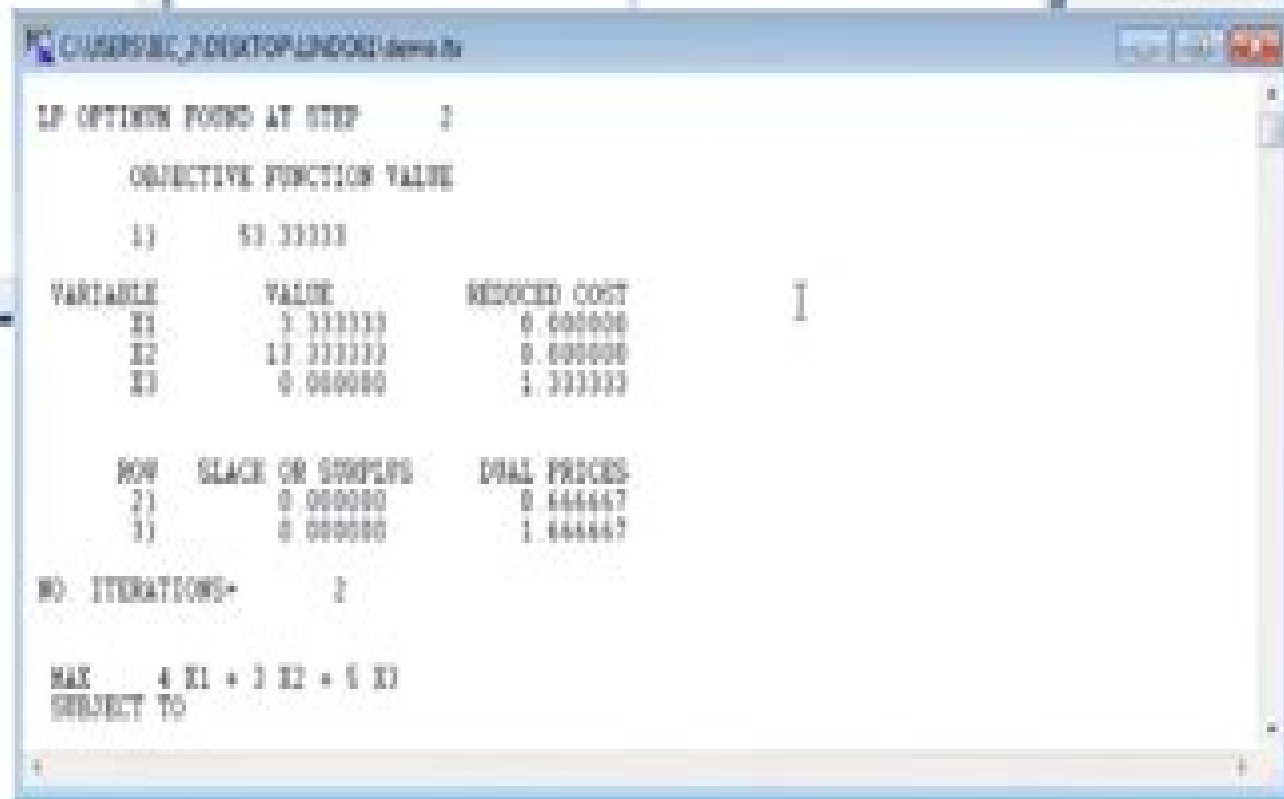 LP OPTIMUM FOUND AT STEP 2
OBJECTIVE FUNCTION VALUE
1) 53.33333
VARIABLE VALUE REDUCED COST
X1 3.333333 0.000000
X2 13.333333 0.000000
X3 0.000000 1.333333
ROW SLACK OR SURPLUS DUAL PRICES
2) 0.000000 0.666667
3) 0.000000 1.666667
NO. ITERATIONS= 2
MAX 4 X1 + 3 X2 + 5 X3
SUBJECT TO